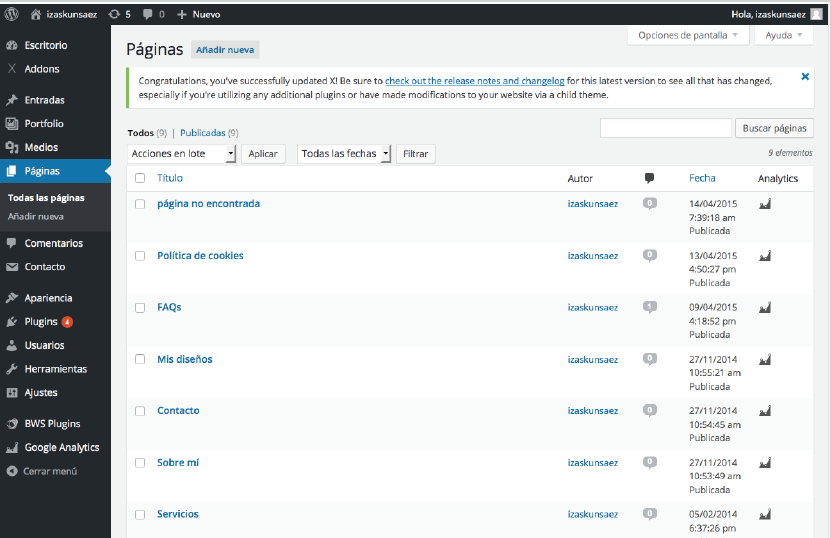 izaskunsaez 5 0 Nuevo Hola, izaskunsaez
Escritorio
Addons
Entradas
Portfolio
Medios
Páginas
Todas las páginas
Añadir nueva
Comentarios
Contacto
Apariencia
Plugins 4
Usuarios
Herramientas
Ajustes
BWS Plugins
Google Analytics
Cerrar menú
Opciones de pantalla Ayuda
Páginas Añadir nueva
Congratulations, you've successfully updated X! Be sure to check out the release notes and changelog for this latest version to see all that has changed,
especially if you're utilizing any additional plugins or have made modifications to your website via a child theme.
Todos (9) | Publicadas (9)
Buscar páginas
Acciones en lote Aplicar Todas las fechas Filtrar
9 elementos
Título Autor Fecha Analytics
página no encontrada izaskunsaez 0 14/04/2015
7:39:18 am
Publicada
Política de cookies izaskunsaez 0 13/04/2015
4:50:27 pm
Publicada
FAQs izaskunsaez 1 09/04/2015
4:18:52 pm
Publicada
Mis diseños izaskunsaez 0 27/11/2014
10:55:21 am
Publicada
Contacto izaskunsaez 0 27/11/2014
10:54:45 am
Publicada
Sobre mí izaskunsaez 0 27/11/2014
10:53:49 am
Publicada
Servicios izaskunsaez 0 05/02/2014
6:37:26 pm